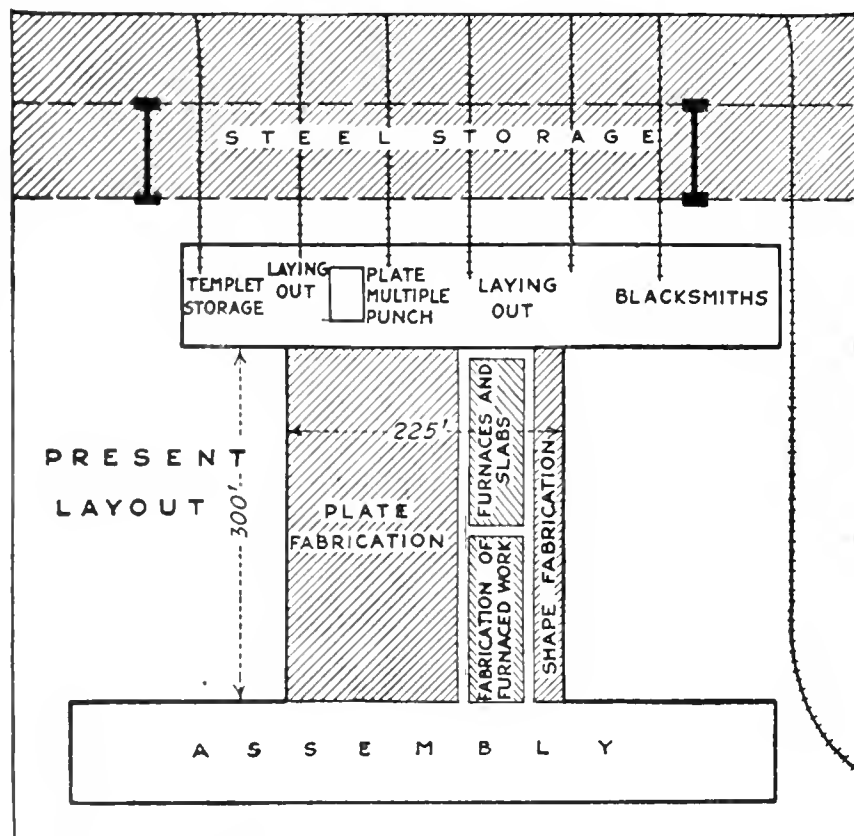 STEEL STORAGE
TEMPLET
STORAGE
LAYING
OUT
PLATE
MULTIPLE
PUNCH
LAYING
OUT
BLACKSMITHS
PRESENT
LAYOUT
300'
225'
PLATE
FABRICATION
FURNACES AND
SLABS
FABRICATION OF
FURNACED WORK
SHAPE FABRICATION
ASSEMBLY